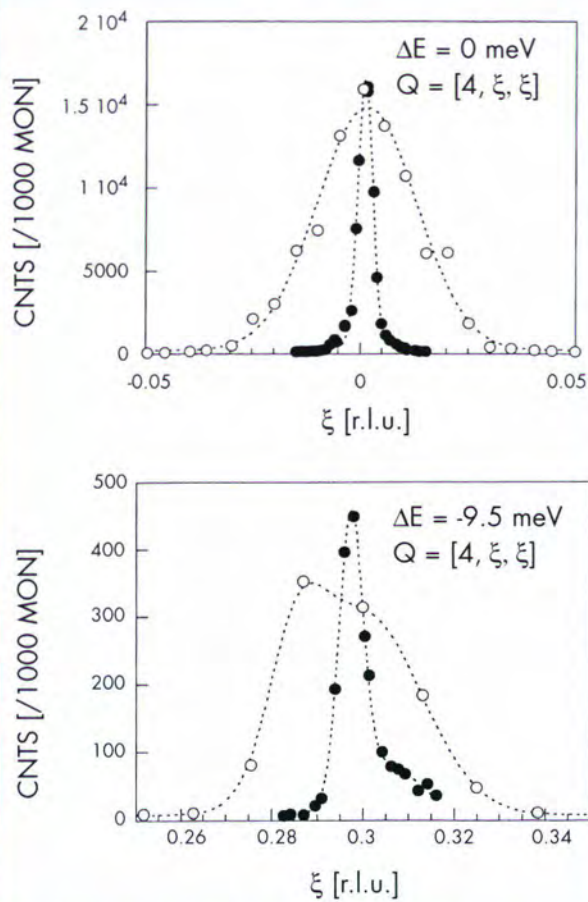 2 10⁴
1.5 10⁴
1 10⁴
5000
0
CNTS [/1000 MON]
ΔE = 0 meV
Q = [4, ξ, ξ]
-0.05 0 0.05
ξ [r.l.u.]
500
400
300
200
100
0
CNTS [/1000 MON]
ΔE = -9.5 meV
Q = [4, ξ, ξ]
0.26 0.28 0.3 0.32 0.34
ξ [r.l.u.]